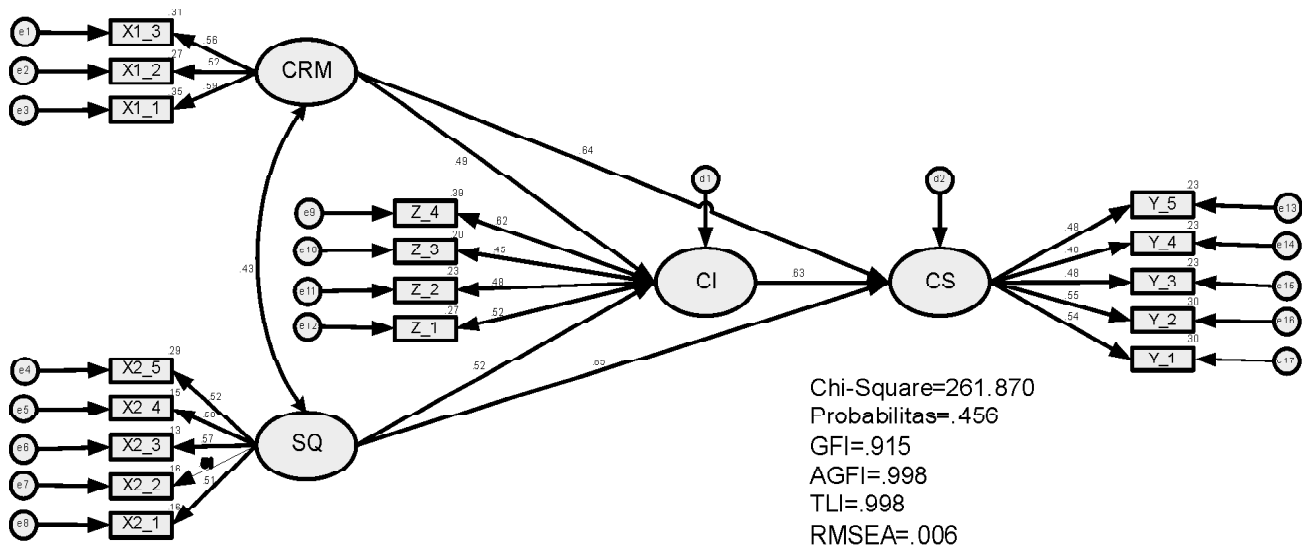 .31
e1
X1_3
.56
.27
e2
X1_2
.52
CRM
.35
e3
X1_1
.59
.64
.49
.43
.39
e9
Z_4
.62
.20
Z_3
.45
.23
e11
Z_2
.48
.27
e12
Z_1
.52
d1
CI
.63
d2
CS
.23
Y_5
e13
.48
.23
Y_4
e14
.23
Y_3
.48
.30
Y_2
e16
.55
.30
Y_1
.54
.52
.29
e4
X2_5
.52
.15
e5
X2_4
.13
e6
X2_3
.57
SQ
.16
e7
X2_2
.16
e8
X2_1
.51
Chi-Square=261.870
Probabilitas=.456
GFI=.915
AGFI=.998
TLI=.998
RMSEA=.006